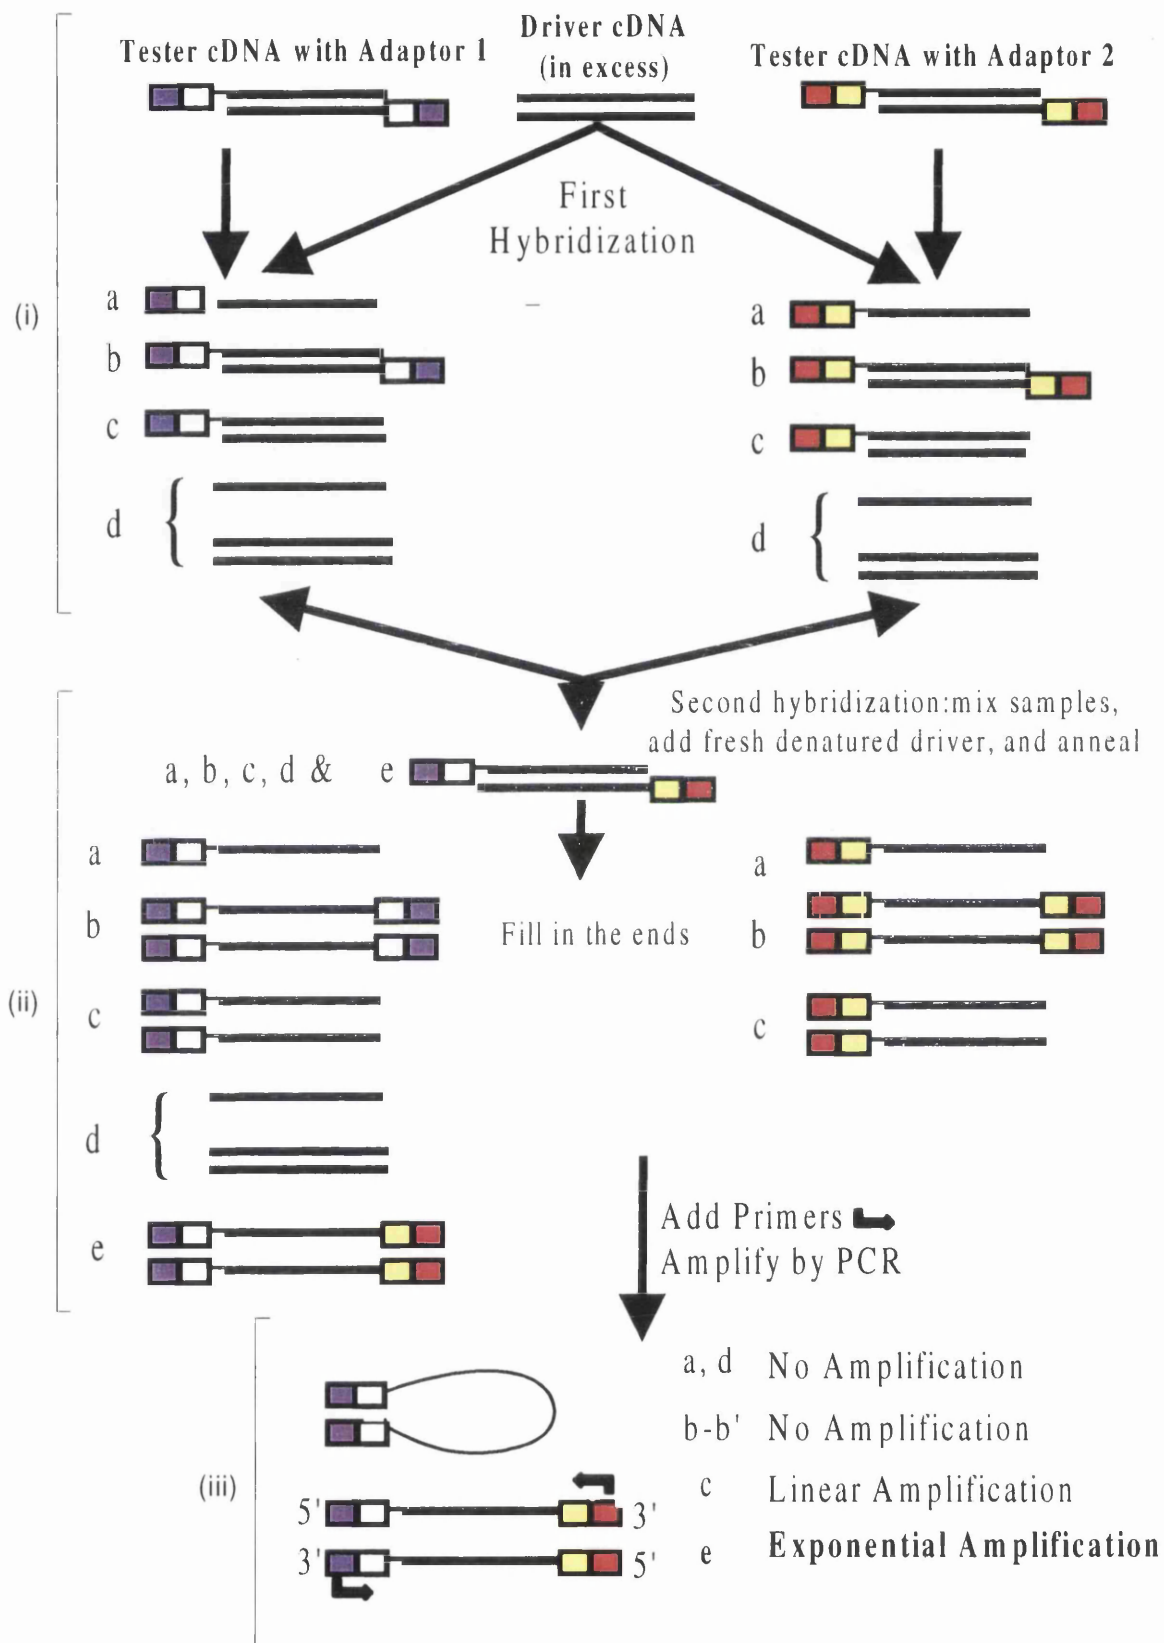 Tester cDNA with Adaptor 1
Driver cDNA
(in excess)
Tester cDNA with Adaptor 2
First
Hybridization
(i)
a
b
c
d
a
b
c
d
Second hybridization:mix samples,
add fresh denatured driver, and anneal
a, b, c, d & e
(ii)
a
b
c
d
e
Fill in the ends
a
b
c
Add Primers
Amplify by PCR
(iii)
5' 3'
3' 5'
a, d No Amplification
b-b' No Amplification
c Linear Amplification
e Exponential Amplification